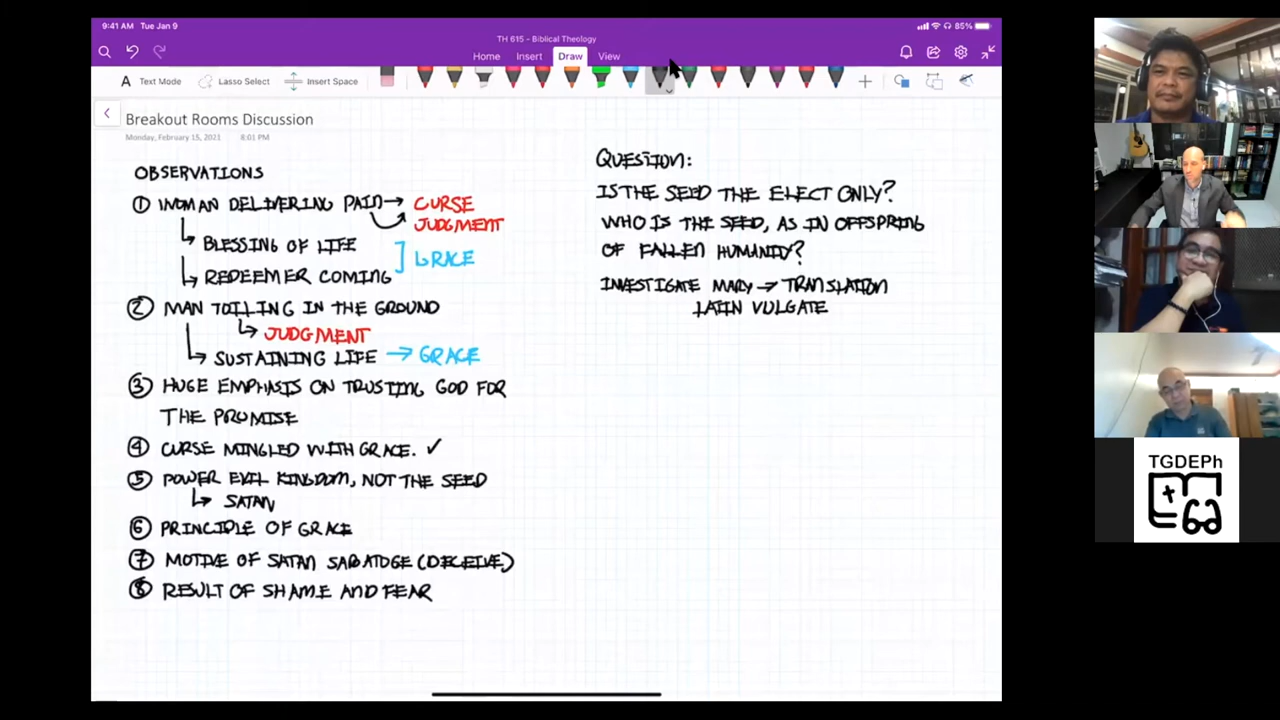 9:41 AM Tue Jan 9
85%
TH 615 - Biblical Theology
Home Insert Draw View
A Text Mode Lasso Select Insert Space
Breakout Rooms Discussion
Monday, February 15, 2021 8:01 PM
OBSERVATIONS
① WOMAN DELIVERING PAIN → CURSE
JUDGMENT
↳ BLESSING OF LIFE
↳ REDEEMER COMING
] GRACE
② MAN TOILING IN THE GROUND
↳ JUDGMENT
↳ SUSTAINING LIFE → GRACE
③ HUGE EMPHASIS ON TRUSTING GOD FOR
THE PROMISE
④ CURSE MINGLED WITH GRACE. ✓
⑤ POWER EVIL KINGDOM, NOT THE SEED
↳ SATAN
⑥ PRINCIPLE OF GRACE
⑦ MOTIVE OF SATAN SABATOGE (DECEIVE)
⑧ RESULT OF SHAME AND FEAR
QUESTION:
IS THE SEED THE ELECT ONLY?
WHO IS THE SEED, AS IN OFFSPRING
OF FALLEN HUMANITY?
INVESTIGATE MARY → TRANSLATION
LATIN VULGATE
TGDEPh